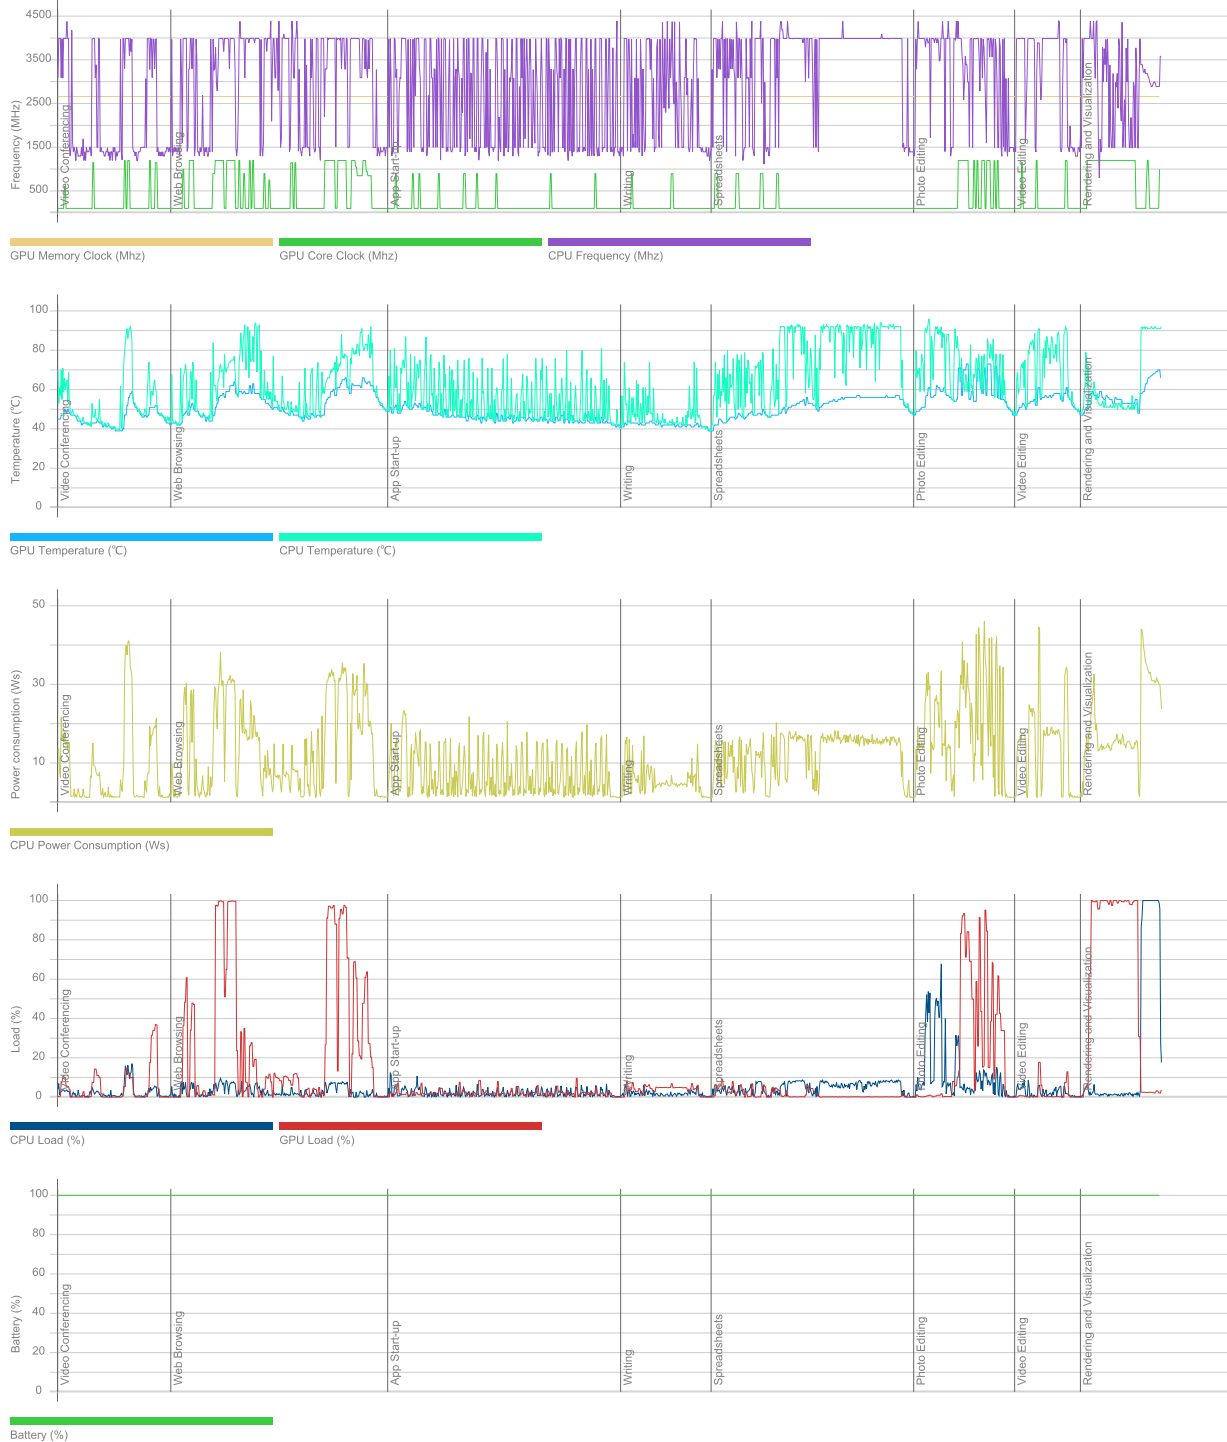 Frequency (MHz)
4500
3500
2500
1500
500
Video Conferencing
Web Browsing
App Start-up
Writing
Spreadsheets
Photo Editing
Video Editing
Rendering and Visualization
GPU Memory Clock (Mhz)
GPU Core Clock (Mhz)
CPU Frequency (Mhz)
Temperature (°C)
100
80
60
40
20
0
Video Conferencing
Web Browsing
App Start-up
Writing
Spreadsheets
Photo Editing
Video Editing
Rendering and Visualization
GPU Temperature (°C)
CPU Temperature (°C)
Power consumption (Ws)
50
30
10
Video Conferencing
Web Browsing
App Start-up
Writing
Spreadsheets
Photo Editing
Video Editing
Rendering and Visualization
CPU Power Consumption (Ws)
Load (%)
100
80
60
40
20
0
Video Conferencing
Web Browsing
App Start-up
Writing
Spreadsheets
Photo Editing
Video Editing
Rendering and Visualization
CPU Load (%)
GPU Load (%)
Battery (%)
100
80
60
40
20
0
Video Conferencing
Web Browsing
App Start-up
Writing
Spreadsheets
Photo Editing
Video Editing
Rendering and Visualization
Battery (%)